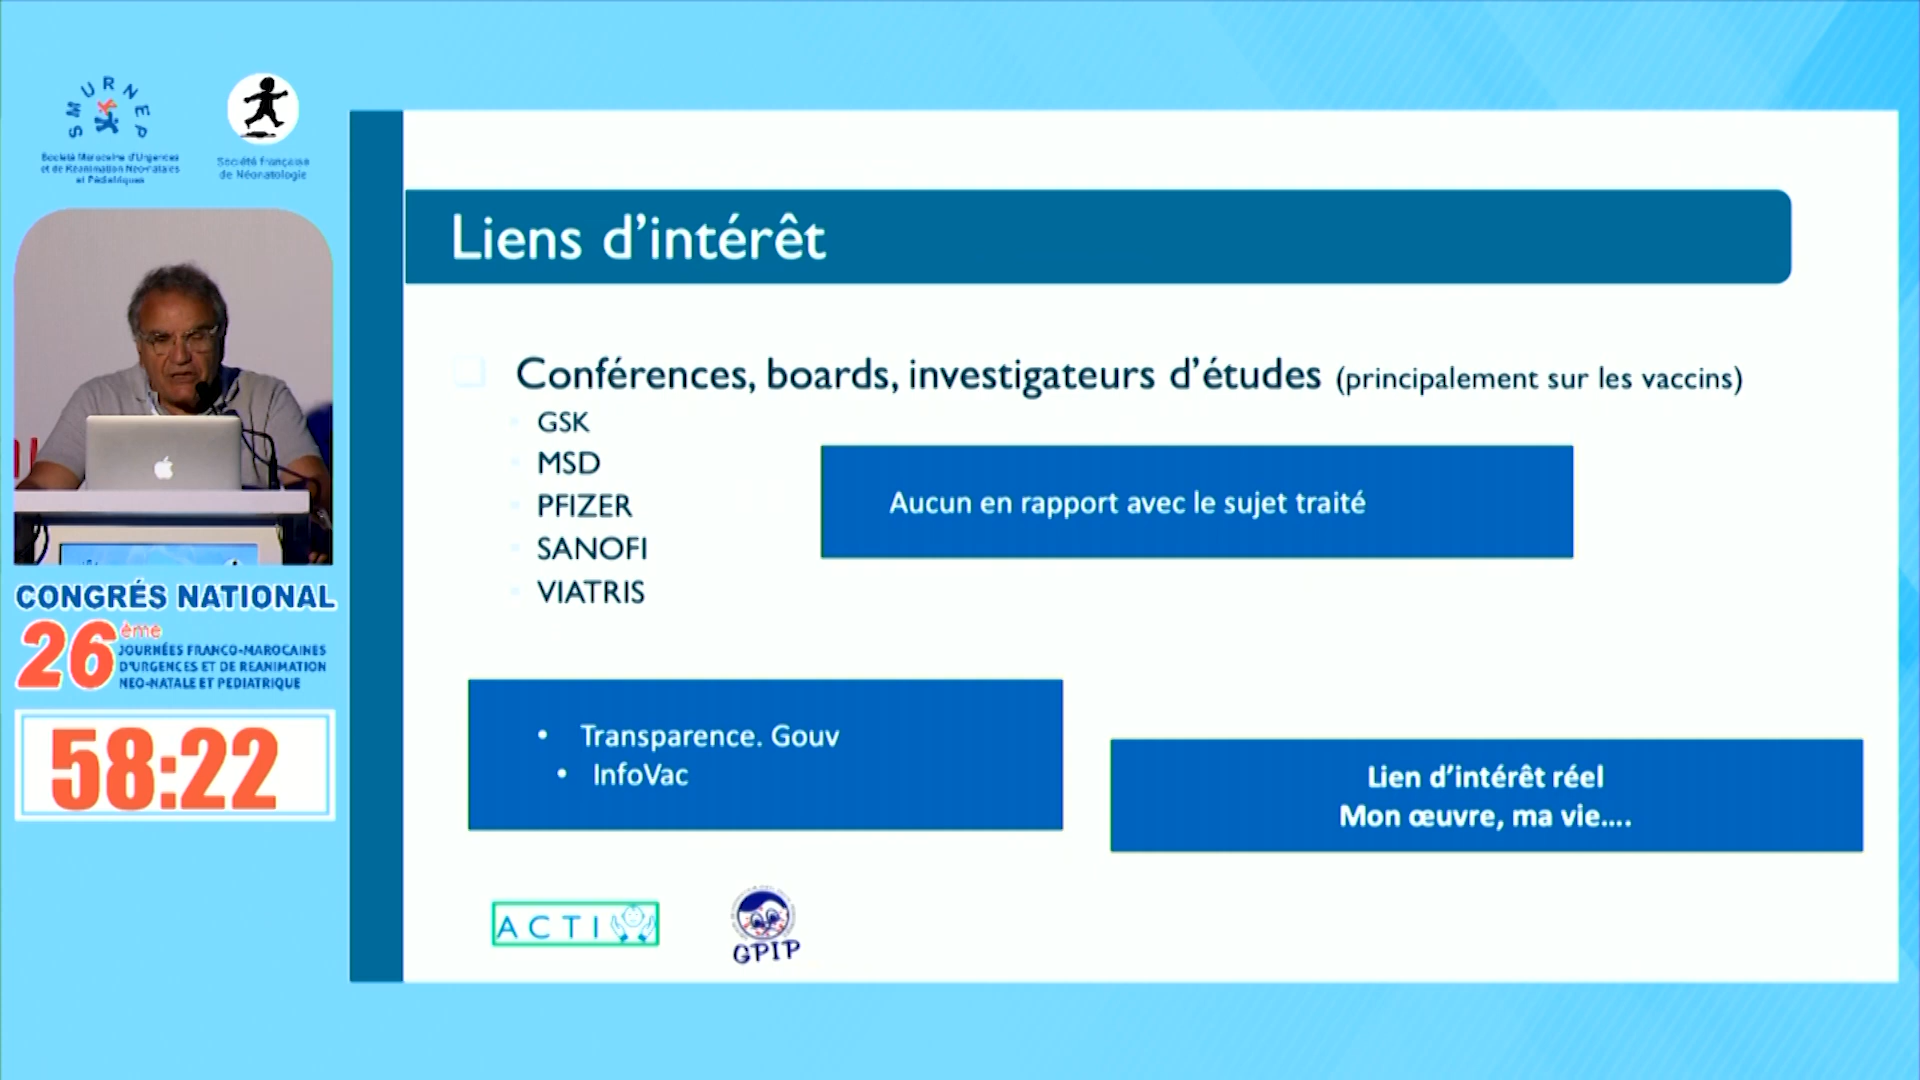 SMURNEP
Société Marocaine d'Urgences
et de Réanimation Néo-natales
et Pédiatriques
Société française
de Néonatologie
CONGRÉS NATIONAL
26ème
JOURNÉES FRANCO-MAROCAINES
D'URGENCES ET DE REANIMATION
NEO-NATALE ET PEDIATRIQUE
58:22
Liens d'intérêt
Conférences, boards, investigateurs d'études (principalement sur les vaccins)
GSK
MSD
PFIZER
SANOFI
VIATRIS
Aucun en rapport avec le sujet traité
• Transparence. Gouv
• InfoVac
Lien d'intérêt réel
Mon œuvre, ma vie....
ACTIV
GPIP